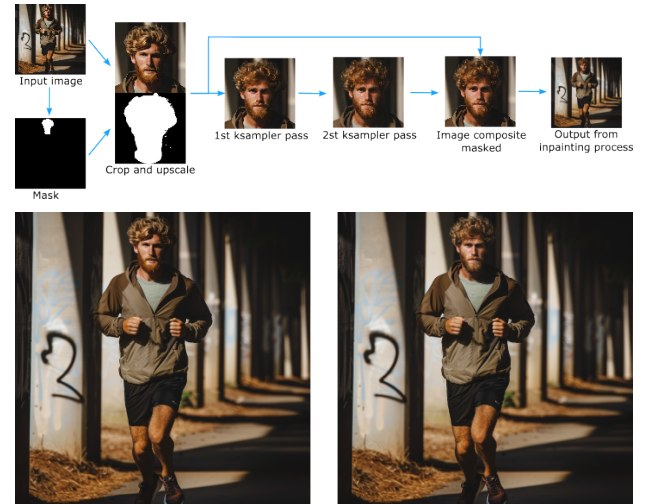 Input image
Mask
Crop and upscale
1st ksampler pass
2st ksampler pass
Image composite
masked
Output from
inpainting process